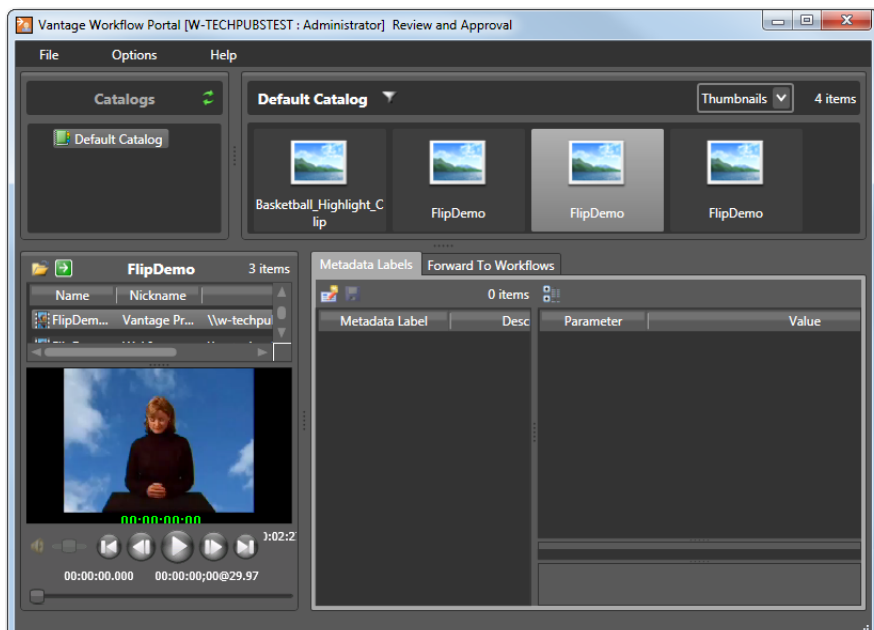 Vantage Workflow Portal [W-TECHPUBSTEST : Administrator] Review and Approval
File Options Help
Catalogs
Default Catalog
Default Catalog
Thumbnails
4 items
Basketball_Highlight_C
lip
FlipDemo
FlipDemo
FlipDemo
FlipDemo
3 items
Name Nickname
FlipDem... Vantage Pr... \\w-techpu
00:00:00:00
):02:2
00:00:00.000 00:00:00;00@29.97
Metadata Labels Forward To Workflows
0 items
Metadata Label Desc
Parameter Value